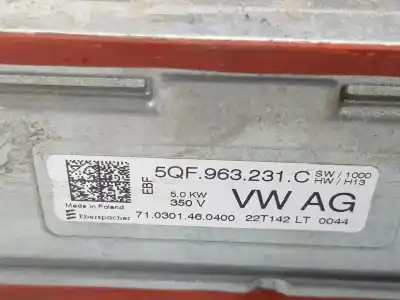 5QF.963.231.C SW/1000
HW/H13
EBF
5.0 KW
350 V
VW AG
Made in Poland
Eberspächer
71.0301.46.0400 22T142 LT 0044